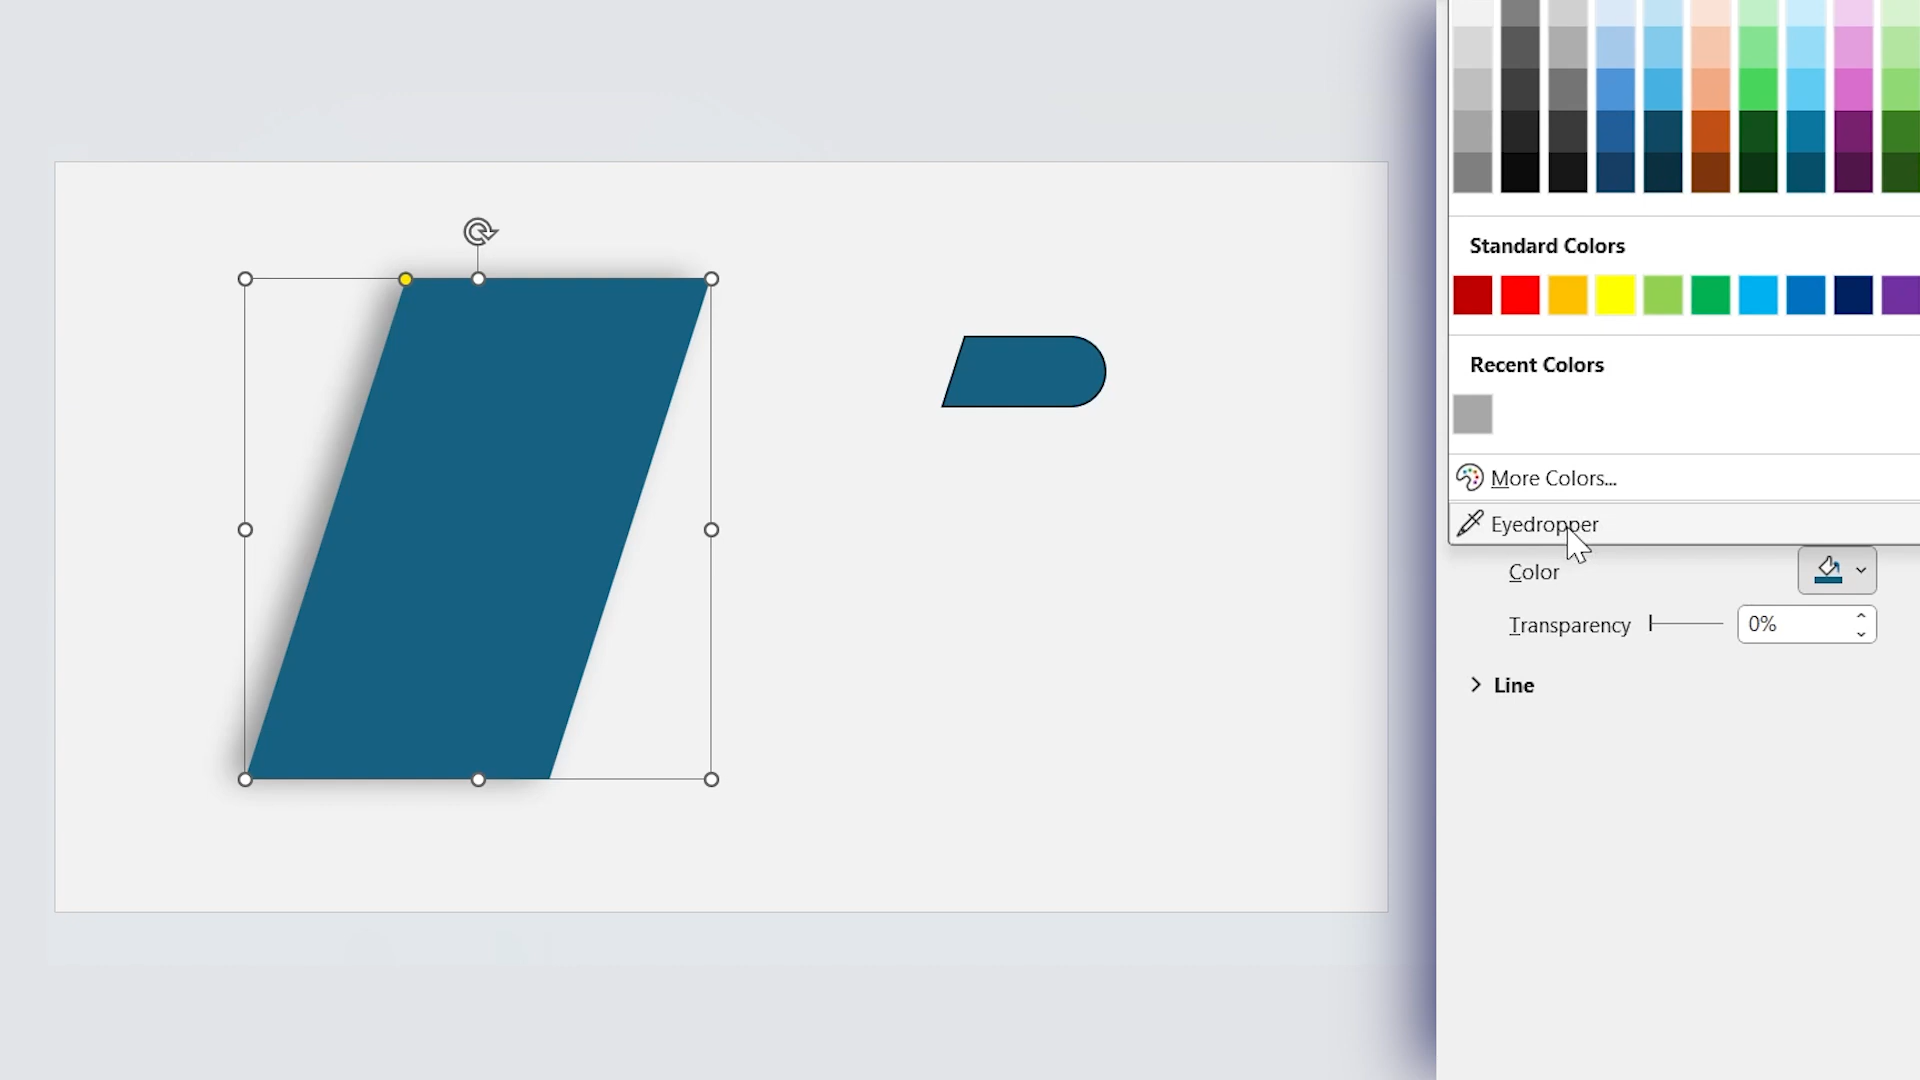 Standard Colors
Recent Colors
More Colors...
Eyedropper
Color
Transparency 0%
Line